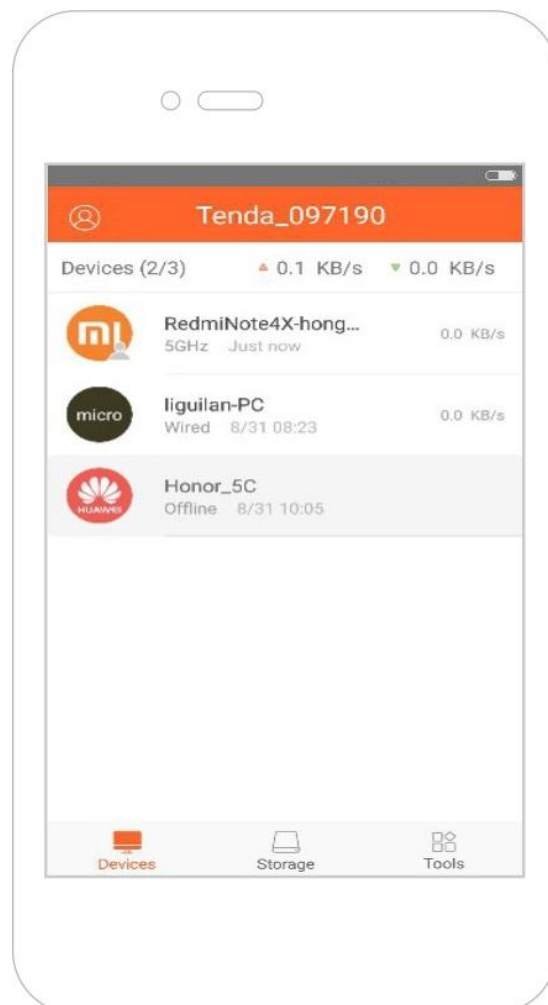 Tenda_097190
Devices (2/3) 0.1 KB/s 0.0 KB/s
RedmiNote4X-hong... 0.0 KB/s
5GHz Just now
micro
liguilan-PC 0.0 KB/s
Wired 8/31 08:23
HUAWEI
Honor_5C
Offline 8/31 10:05
Devices Storage Tools